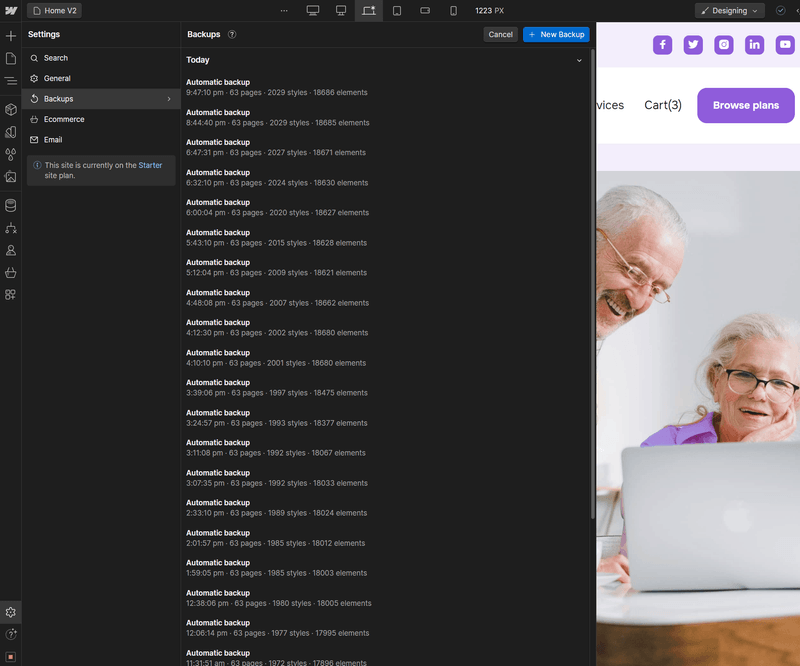 Home V2
...
1223 PX
Designing
Settings
Search
General
Backups
Ecommerce
Email
This site is currently on the Starter
site plan.
Backups
?
Cancel
+ New Backup
Today
Automatic backup
9:47:10 pm · 63 pages · 2029 styles · 18686 elements
Automatic backup
8:44:40 pm · 63 pages · 2029 styles · 18685 elements
Automatic backup
6:47:31 pm · 63 pages · 2027 styles · 18671 elements
Automatic backup
6:32:10 pm · 63 pages · 2024 styles · 18630 elements
Automatic backup
6:00:04 pm · 63 pages · 2020 styles · 18627 elements
Automatic backup
5:43:10 pm · 63 pages · 2015 styles · 18628 elements
Automatic backup
5:12:04 pm · 63 pages · 2009 styles · 18621 elements
Automatic backup
4:48:08 pm · 63 pages · 2007 styles · 18662 elements
Automatic backup
4:12:30 pm · 63 pages · 2002 styles · 18680 elements
Automatic backup
4:10:10 pm · 63 pages · 2001 styles · 18680 elements
Automatic backup
3:39:06 pm · 63 pages · 1997 styles · 18475 elements
Automatic backup
3:24:57 pm · 63 pages · 1993 styles · 18377 elements
Automatic backup
3:11:08 pm · 63 pages · 1992 styles · 18067 elements
Automatic backup
3:07:35 pm · 63 pages · 1992 styles · 18033 elements
Automatic backup
2:33:10 pm · 63 pages · 1989 styles · 18024 elements
Automatic backup
2:01:57 pm · 63 pages · 1985 styles · 18012 elements
Automatic backup
1:59:05 pm · 63 pages · 1985 styles · 18003 elements
Automatic backup
12:38:06 pm · 63 pages · 1980 styles · 18005 elements
Automatic backup
12:06:14 pm · 63 pages · 1977 styles · 17995 elements
Automatic backup
11:31:51 am · 63 pages · 1972 styles · 17896 elements
vices
Cart(3)
Browse plans